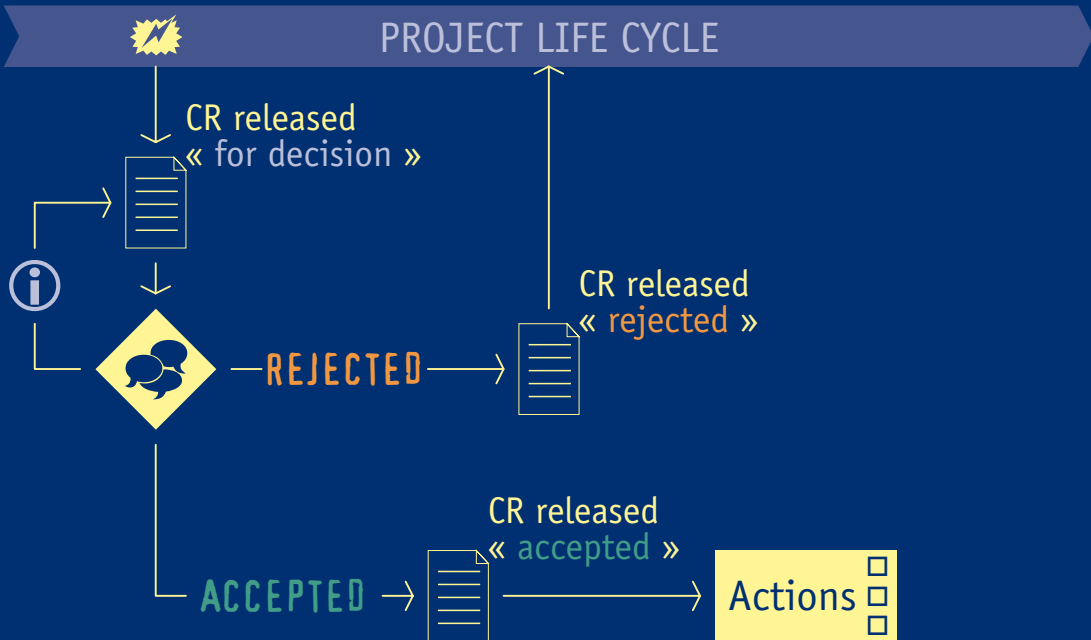 PROJECT LIFE CYCLE
CR released
« for decision »
CR released
« rejected »
REJECTED
CR released
« accepted »
ACCEPTED
Actions